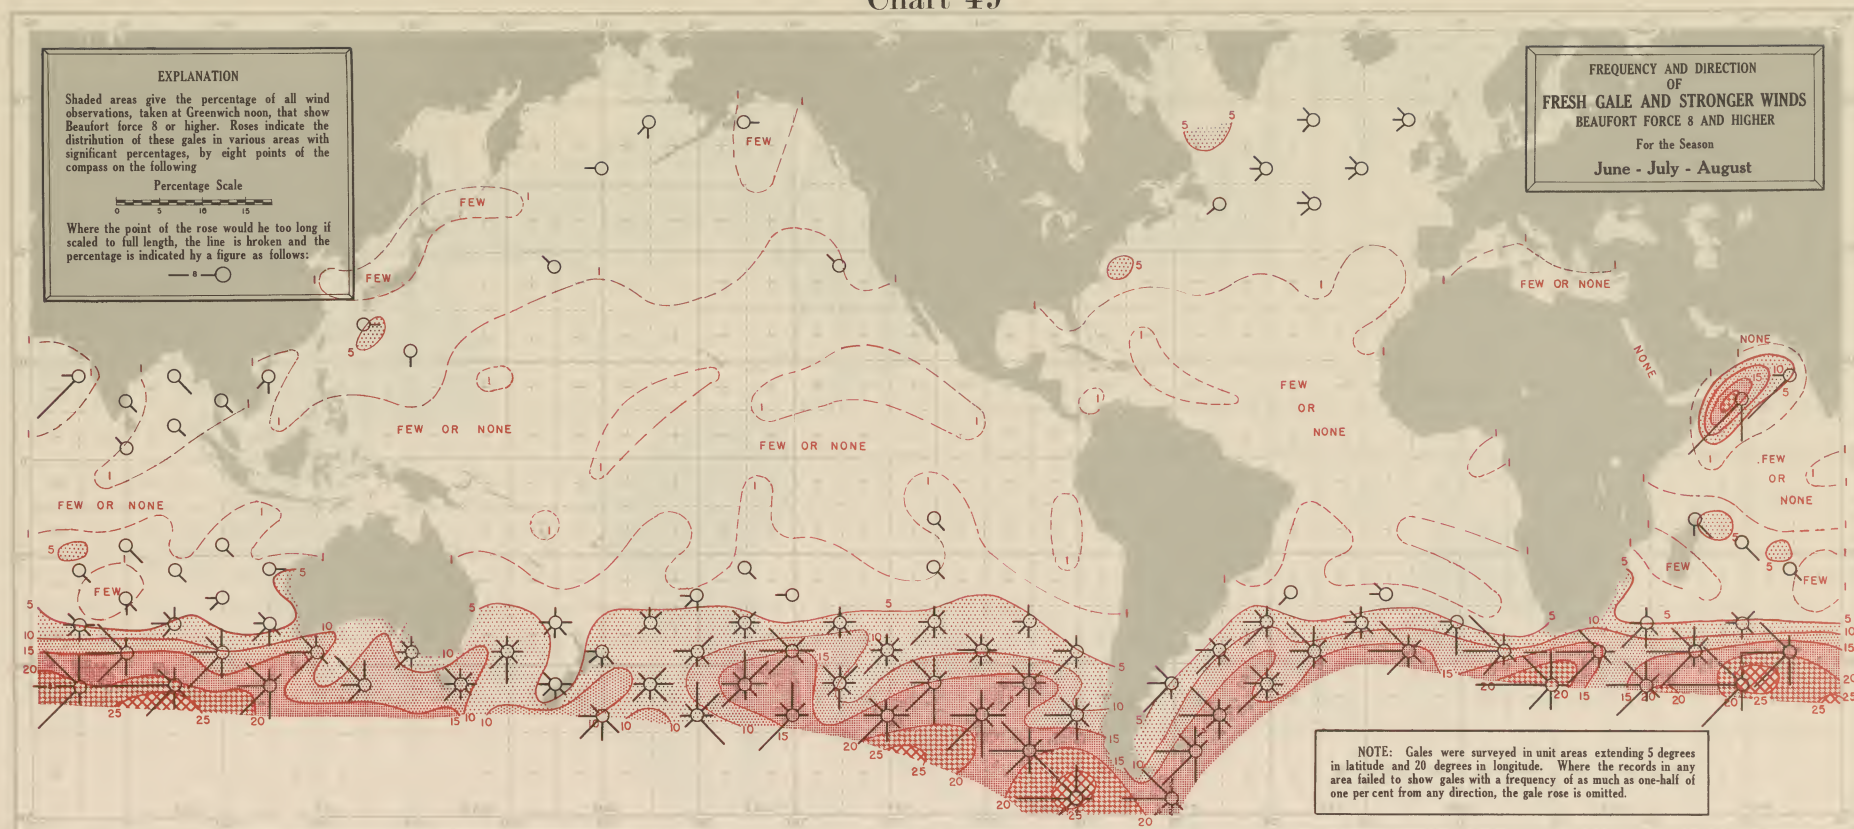 Chart 45
EXPLANATION
Shaded areas give the percentage of all wind
observations, taken at Greenwich noon, that show
Beaufort force 8 or higher. Roses indicate the
distribution of these gales in various areas with
significant percentages, by eight points of the
compass on the following
Percentage Scale
0 5 10 15
Where the point of the rose would he too long if
scaled to full length, the line is hroken and the
percentage is indicated by a figure as follows:
8
FREQUENCY AND DIRECTION
OF
FRESH GALE AND STRONGER WINDS
BEAUFORT FORCE 8 AND HIGHER
For the Season
June - July - August
FEW
FEW
FEW
FEW OR NONE
FEW OR NONE
FEW OR NONE
FEW
FEW
OR
NONE
FEW OR NONE
NONE
NONE
FEW
OR
NONE
FEW
FEW
NOTE: Gales were surveyed in unit areas extending 5 degrees
in latitude and 20 degrees in longitude. Where the records in any
area failed to show gales with a frequency of as much as one-half of
one per cent from any direction, the gale rose is omitted.